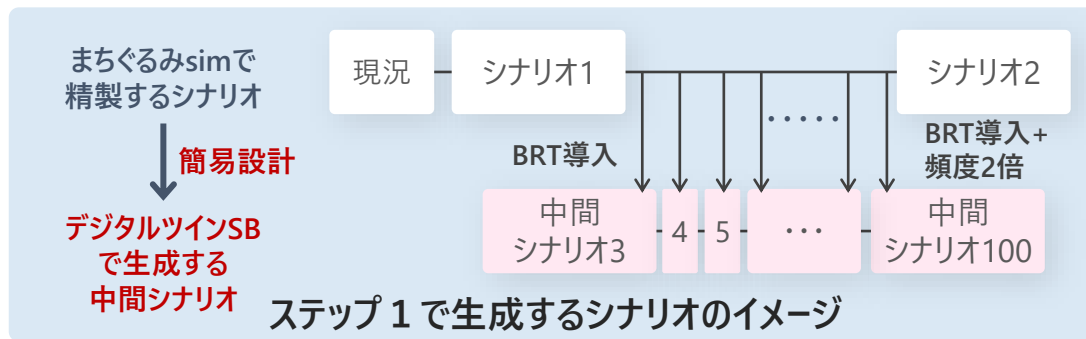 まちぐるみsimで
精製するシナリオ
簡易設計
デジタルツインSB
で生成する
中間シナリオ
現況
シナリオ1
シナリオ2
・・・・・
BRT導入
BRT導入+
頻度2倍
中間
シナリオ3
4
5
・・・
中間
シナリオ100
ステップ１で生成するシナリオのイメージ